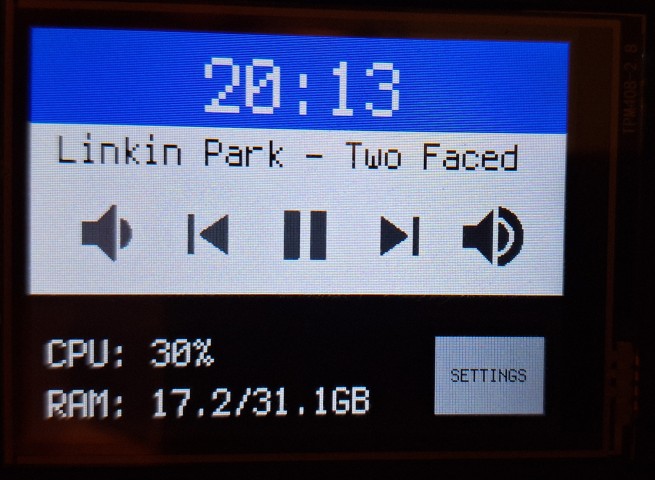 20:13
Linkin Park - Two Faced
CPU: 30%
RAM: 17.2/31.1GB
SETTINGS